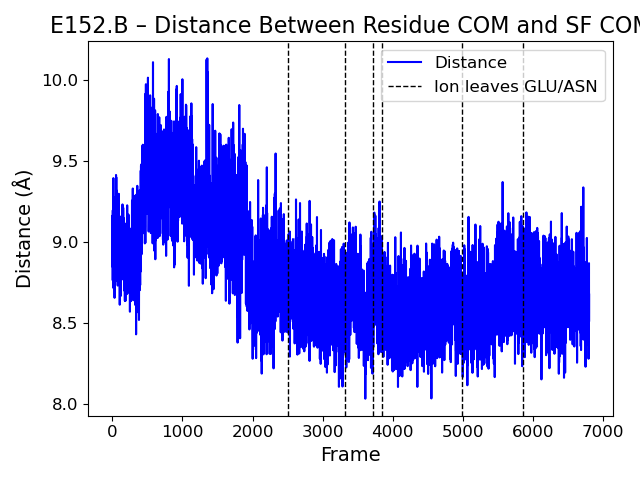 E152.B – Distance Between Residue COM and SF COM
Distance
Ion leaves GLU/ASN
10.0
9.5
9.0
8.5
8.0
Distance (Å)
0 1000 2000 3000 4000 5000 6000 7000
Frame